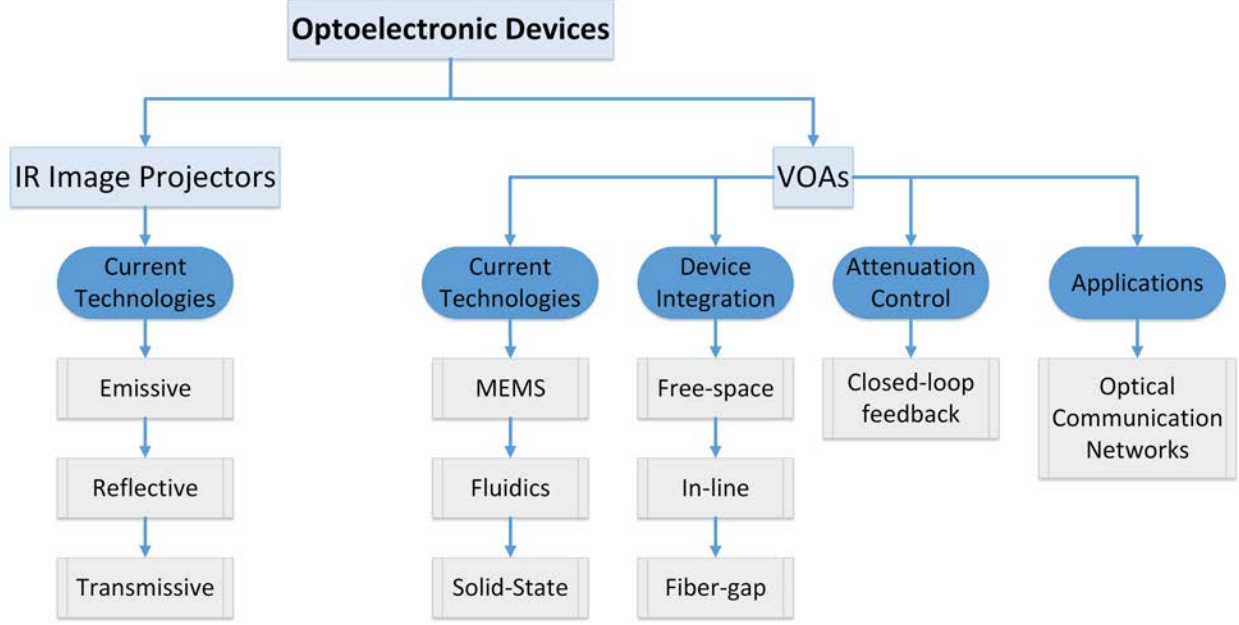 Optoelectronic Devices
IR Image Projectors
VOAs
Current
Technologies
Current
Technologies
Device
Integration
Attenuation
Control
Applications
Emissive
MEMS
Free-space
Closed-loop
feedback
Optical
Communication
Networks
Reflective
Fluidics
In-line
Transmissive
Solid-State
Fiber-gap